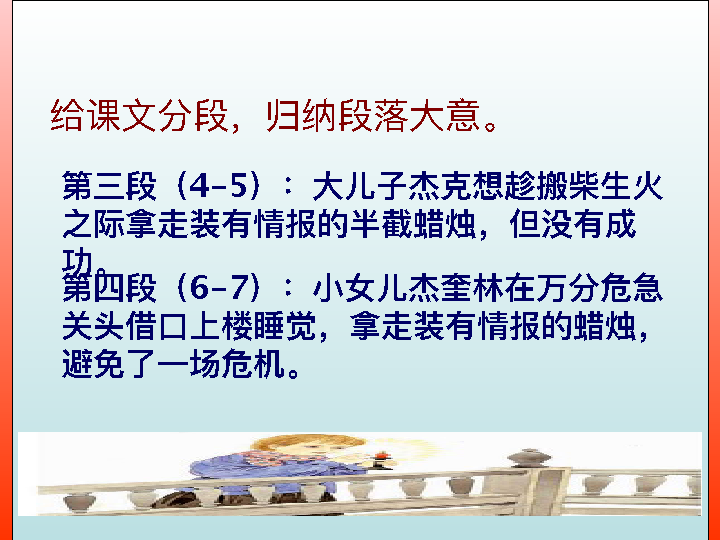 给课文分段，归纳段落大意。
第三段（4-5）：大儿子杰克想趁搬柴生火
之际拿走装有情报的半截蜡烛，但没有成
功。
第四段（6-7）：小女儿杰奎林在万分危急
关头借口上楼睡觉，拿走装有情报的蜡烛，
避免了一场危机。